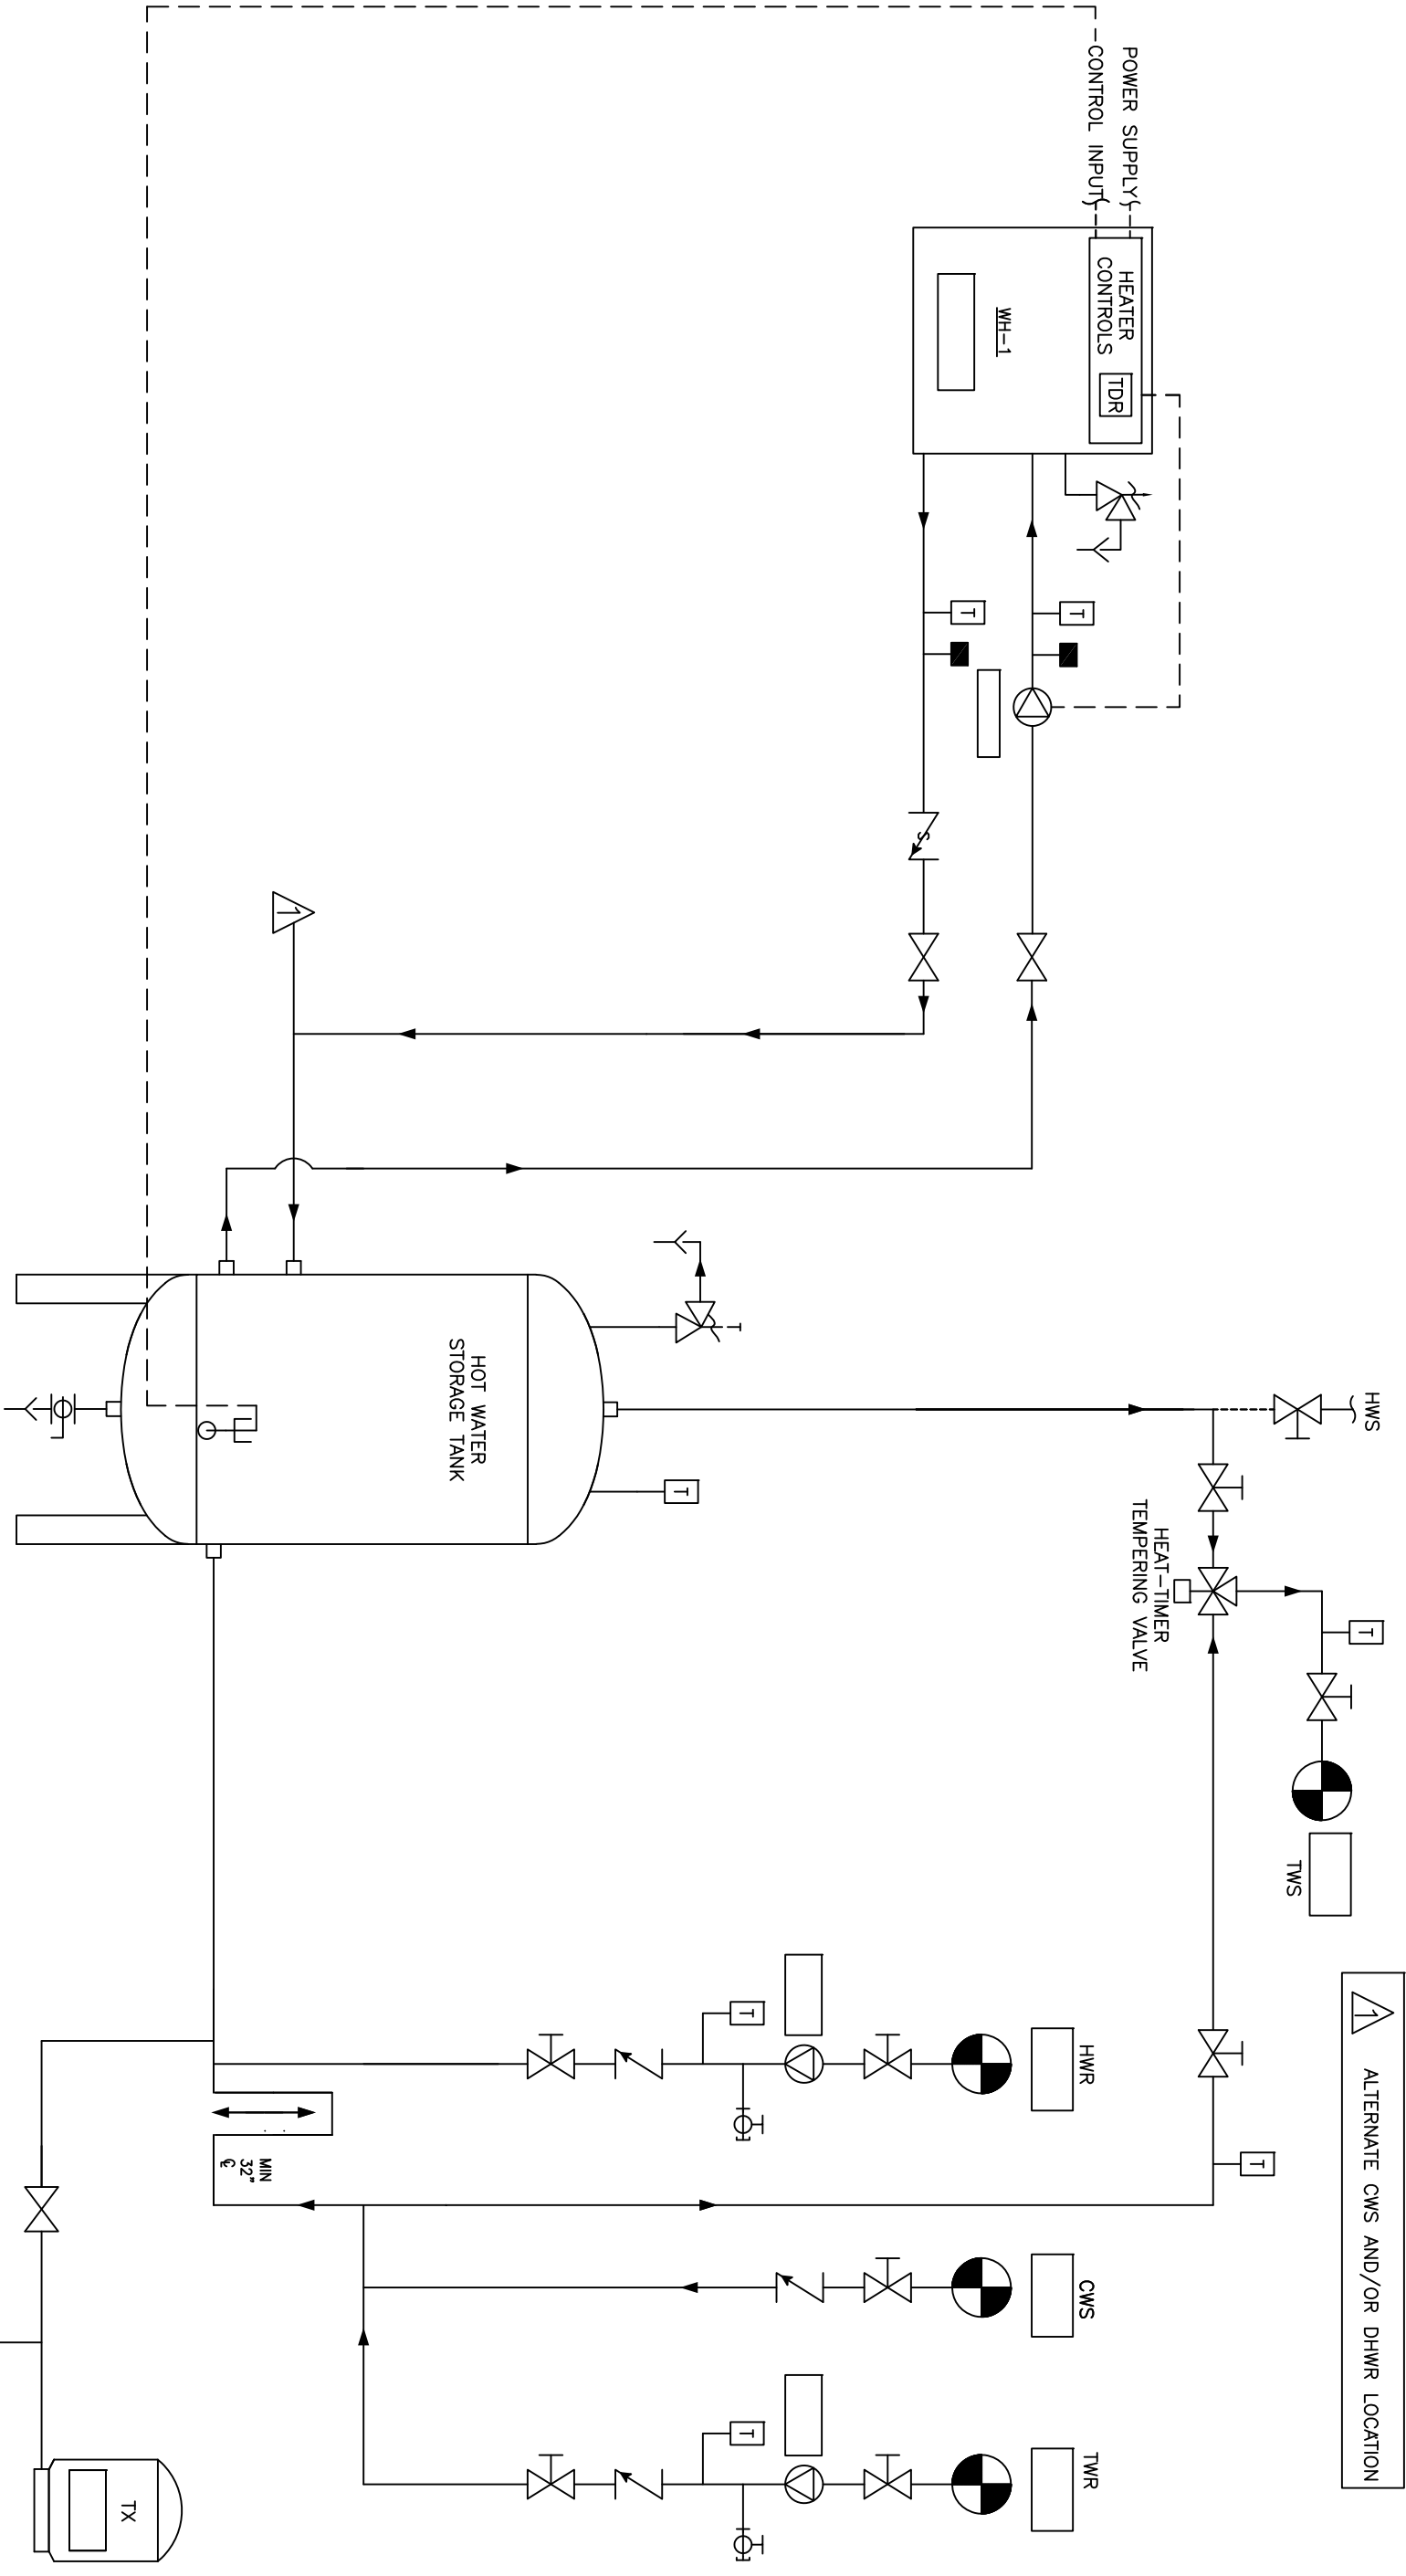 POWER SUPPLY
CONTROL INPUT
HEATER
CONTROLS
TDR
WH-1
T
T
S
1
HOT WATER
STORAGE TANK
T
T
HWS
HEAT-TIMER
TEMPERING VALVE
T
TWS
1 ALTERNATE CWS AND/OR DHWR LOCATION
HWR
T
T
MIN
32"
CWS
TWR
T
TX